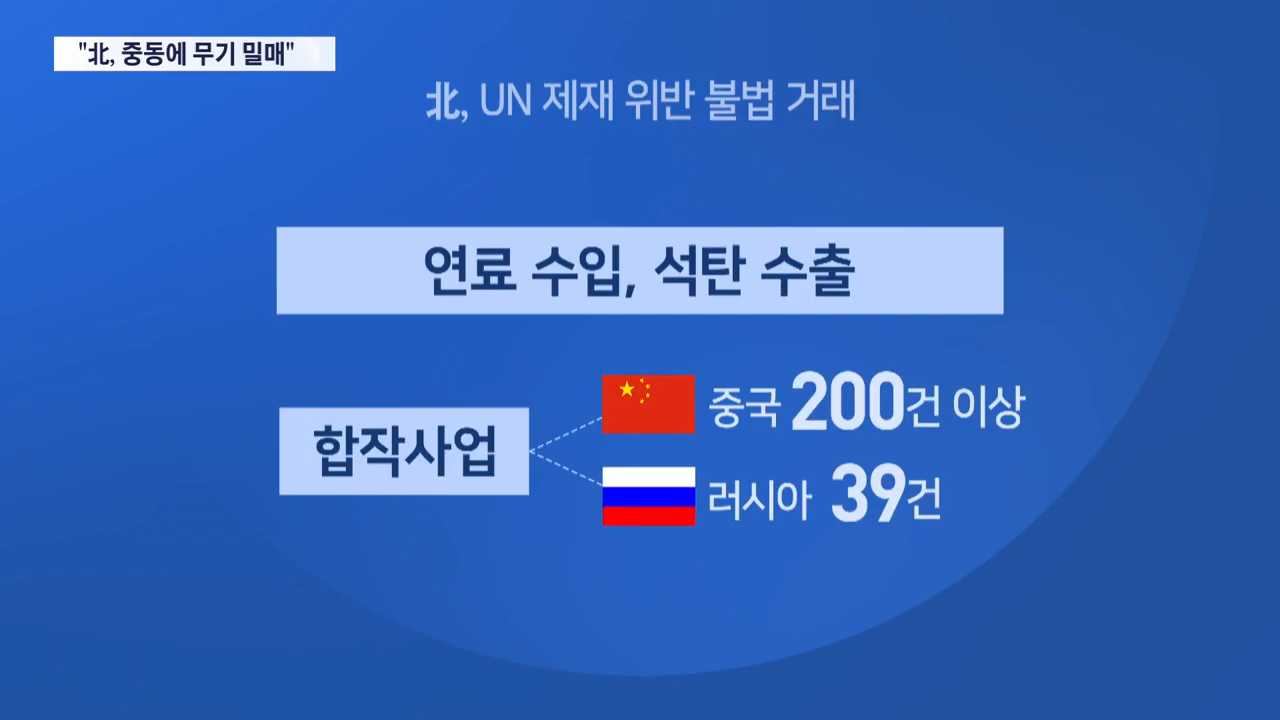 "北, 중동에 무기 밀매"
北, UN 제재 위반 불법 거래
연료 수입, 석탄 수출
합작사업
중국 200건 이상
러시아 39건